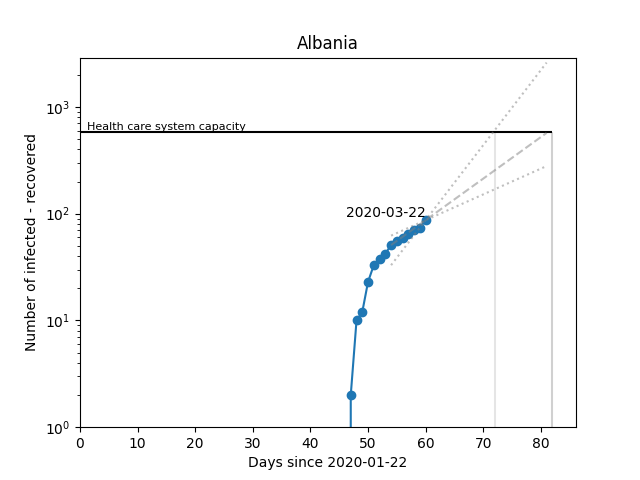 Albania
Number of infected - recovered
10³
10²
10¹
10⁰
Health care system capacity
2020-03-22
0 10 20 30 40 50 60 70 80
Days since 2020-01-22